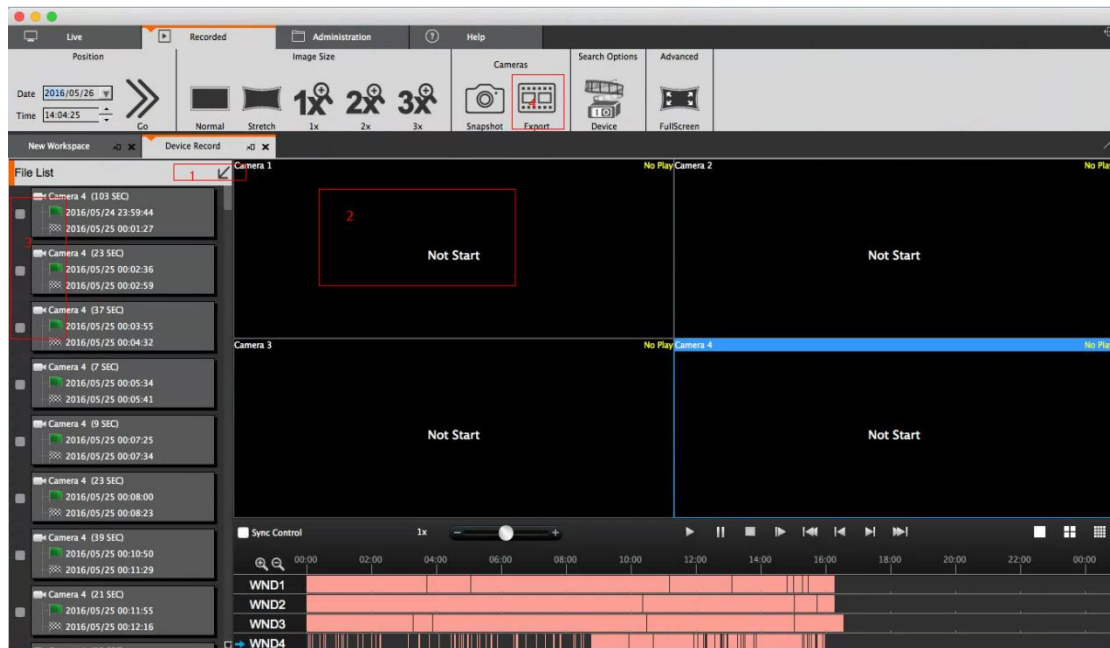 Live Recorded Administration ? Help
Position Image Size Cameras Search Options Advanced
Date 2016/05/26
Time 14:04:25
1x 2x 3x 4
Go Normal Stretch 1x 2x 3x Snapshot Export Device FullScreen
New Workspace Device Record
File List
1
Camera 1 No Play
Camera 2 No Pla
2
3
Not Start
Not Start
Camera 4 (103 SEC)
2016/05/24 23:59:44
2016/05/25 00:01:27
Camera 4 (23 SEC)
2016/05/25 00:02:36
2016/05/25 00:02:59
Camera 4 (37 SEC)
2016/05/25 00:03:55
2016/05/25 00:04:32
Camera 4 (7 SEC)
2016/05/25 00:05:34
2016/05/25 00:05:41
Camera 4 (9 SEC)
2016/05/25 00:07:25
2016/05/25 00:07:34
Camera 4 (23 SEC)
2016/05/25 00:08:00
2016/05/25 00:08:23
Camera 4 (39 SEC)
2016/05/25 00:10:50
2016/05/25 00:11:29
Camera 4 (21 SEC)
2016/05/25 00:11:55
2016/05/25 00:12:16
Camera 3 No Play
Camera 4 No Pla
Not Start
Not Start
Sync Control 1x
00:00 02:00 04:00 06:00 08:00 10:00 12:00 14:00 16:00 18:00 20:00 22:00 00:00
WND1
WND2
WND3
WND4